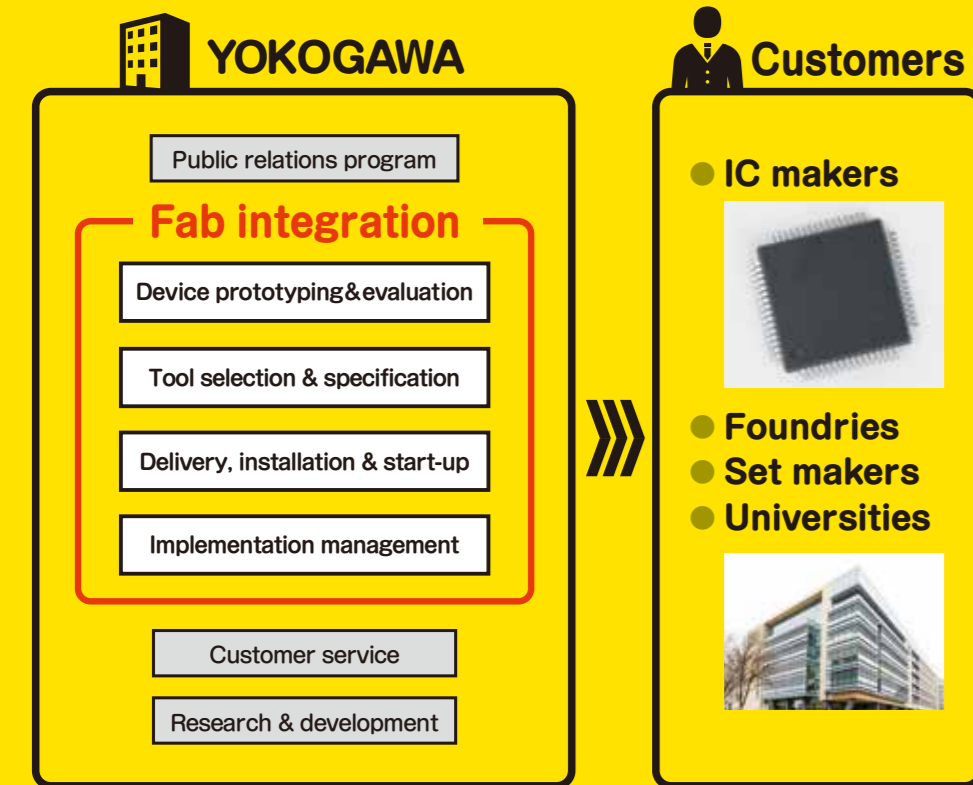 YOKOGAWA
Public relations program
Fab integration
Device prototyping&evaluation
Tool selection & specification
Delivery, installation & start-up
Implementation management
Customer service
Research & development
Customers
IC makers
Foundries
Set makers
Universities